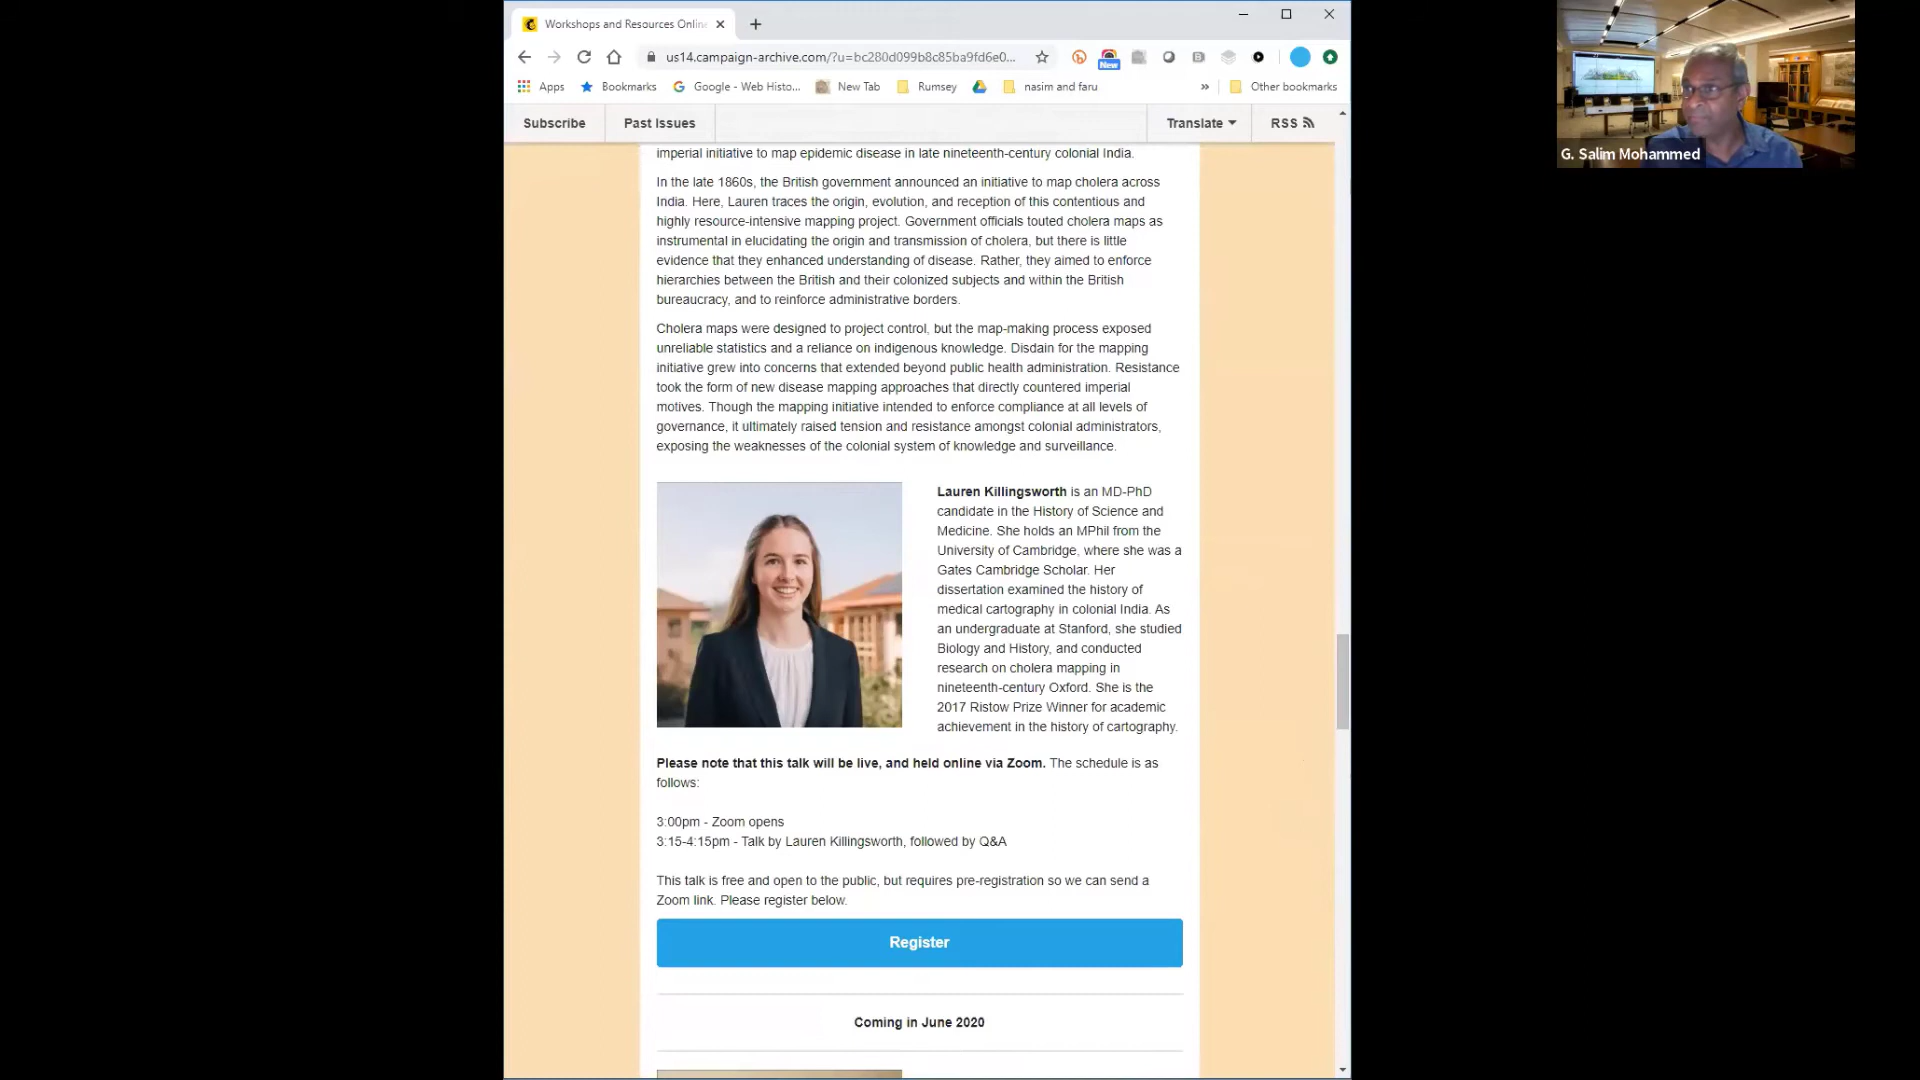 Workshops and Resources Onlin
us14.campaign-archive.com/?u=bc280d099b8c85ba9fd6e0...
New
Apps
Bookmarks
Google - Web Histo...
New Tab
Rumsey
nasim and faru
»
Other bookmarks
Subscribe
Past Issues
Translate
RSS
imperial initiative to map epidemic disease in late nineteenth-century colonial India.
In the late 1860s, the British government announced an initiative to map cholera across
India. Here, Lauren traces the origin, evolution, and reception of this contentious and
highly resource-intensive mapping project. Government officials touted cholera maps as
instrumental in elucidating the origin and transmission of cholera, but there is little
evidence that they enhanced understanding of disease. Rather, they aimed to enforce
hierarchies between the British and their colonized subjects and within the British
bureaucracy, and to reinforce administrative borders.
Cholera maps were designed to project control, but the map-making process exposed
unreliable statistics and a reliance on indigenous knowledge. Disdain for the mapping
initiative grew into concerns that extended beyond public health administration. Resistance
took the form of new disease mapping approaches that directly countered imperial
motives. Though the mapping initiative intended to enforce compliance at all levels of
governance, it ultimately raised tension and resistance amongst colonial administrators,
exposing the weaknesses of the colonial system of knowledge and surveillance.
Lauren Killingsworth is an MD-PhD
candidate in the History of Science and
Medicine. She holds an MPhil from the
University of Cambridge, where she was a
Gates Cambridge Scholar. Her
dissertation examined the history of
medical cartography in colonial India. As
an undergraduate at Stanford, she studied
Biology and History, and conducted
research on cholera mapping in
nineteenth-century Oxford. She is the
2017 Ristow Prize Winner for academic
achievement in the history of cartography.
Please note that this talk will be live, and held online via Zoom. The schedule is as
follows:
3:00pm - Zoom opens
3:15-4:15pm - Talk by Lauren Killingsworth, followed by Q&A
This talk is free and open to the public, but requires pre-registration so we can send a
Zoom link. Please register below.
Register
Coming in June 2020
G. Salim Mohammed